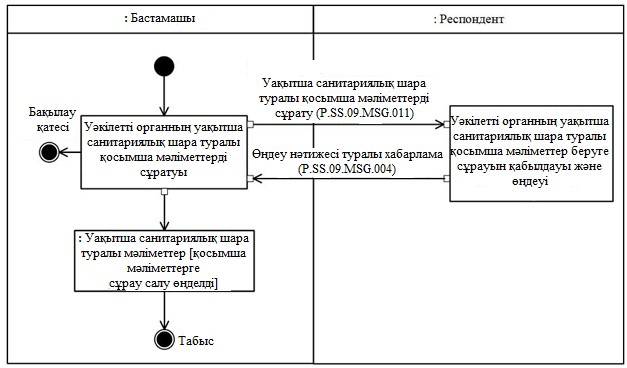 : Бастамашы
: Респондент
Уақытша санитариялық шара
туралы қосымша мәліметтерді
сұрату (P.SS.09.MSG.011)
Бақылау
қатесі
Уәкілетті органның уақытша
санитариялық шара туралы
қосымша мәліметтерді
сұратуы
Уәкілетті органның уақытша
санитариялық шара туралы
қосымша мәліметтер беруге
сұрауын қабылдауы және
өңдеуі
Өңдеу нәтижесі туралы хабарлама
(P.SS.09.MSG.004)
: Уақытша санитариялық шара
туралы мәліметтер [қосымша
мәліметтерге
сұрау салу өңделді]
Табыс